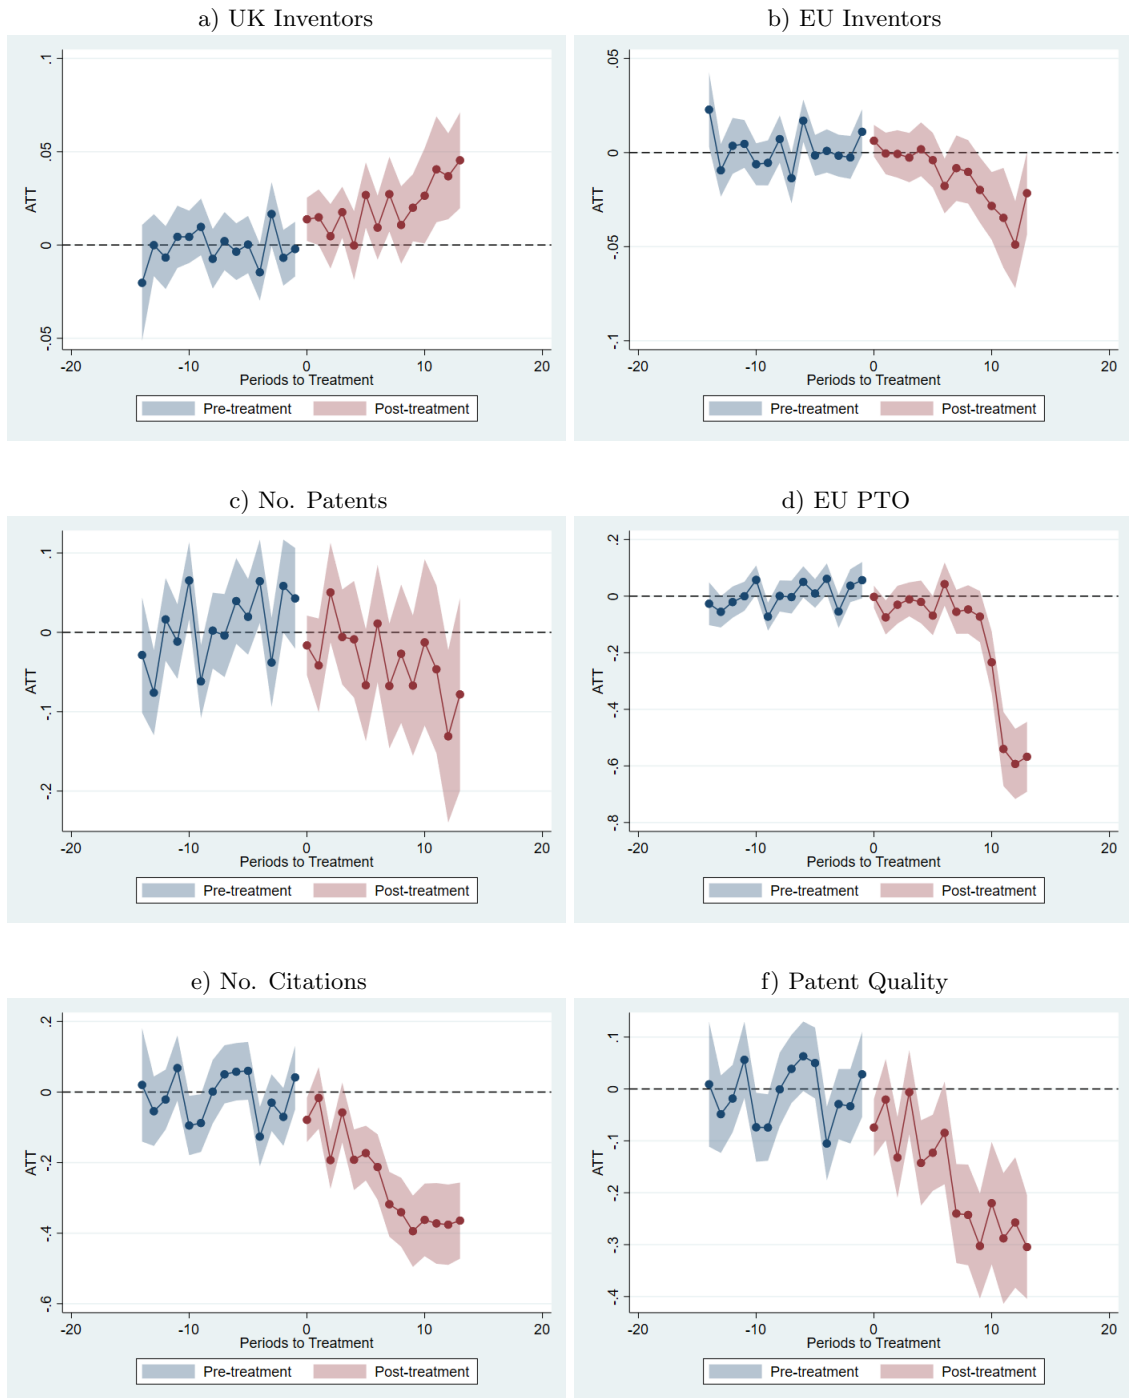 a) UK Inventors
ATT
.1
.05
0
-.05
-20 -10 0 10 20
Periods to Treatment
Pre-treatment Post-treatment
b) EU Inventors
ATT
.05
0
-.05
-.1
-20 -10 0 10 20
Periods to Treatment
Pre-treatment Post-treatment
c) No. Patents
ATT
.1
0
-.1
-.2
-20 -10 0 10 20
Periods to Treatment
Pre-treatment Post-treatment
d) EU PTO
ATT
.2
0
-.2
-.4
-.6
-.8
-20 -10 0 10 20
Periods to Treatment
Pre-treatment Post-treatment
e) No. Citations
ATT
.2
0
-.2
-.4
-.6
-20 -10 0 10 20
Periods to Treatment
Pre-treatment Post-treatment
f) Patent Quality
ATT
.1
0
-.1
-.2
-.3
-.4
-20 -10 0 10 20
Periods to Treatment
Pre-treatment Post-treatment